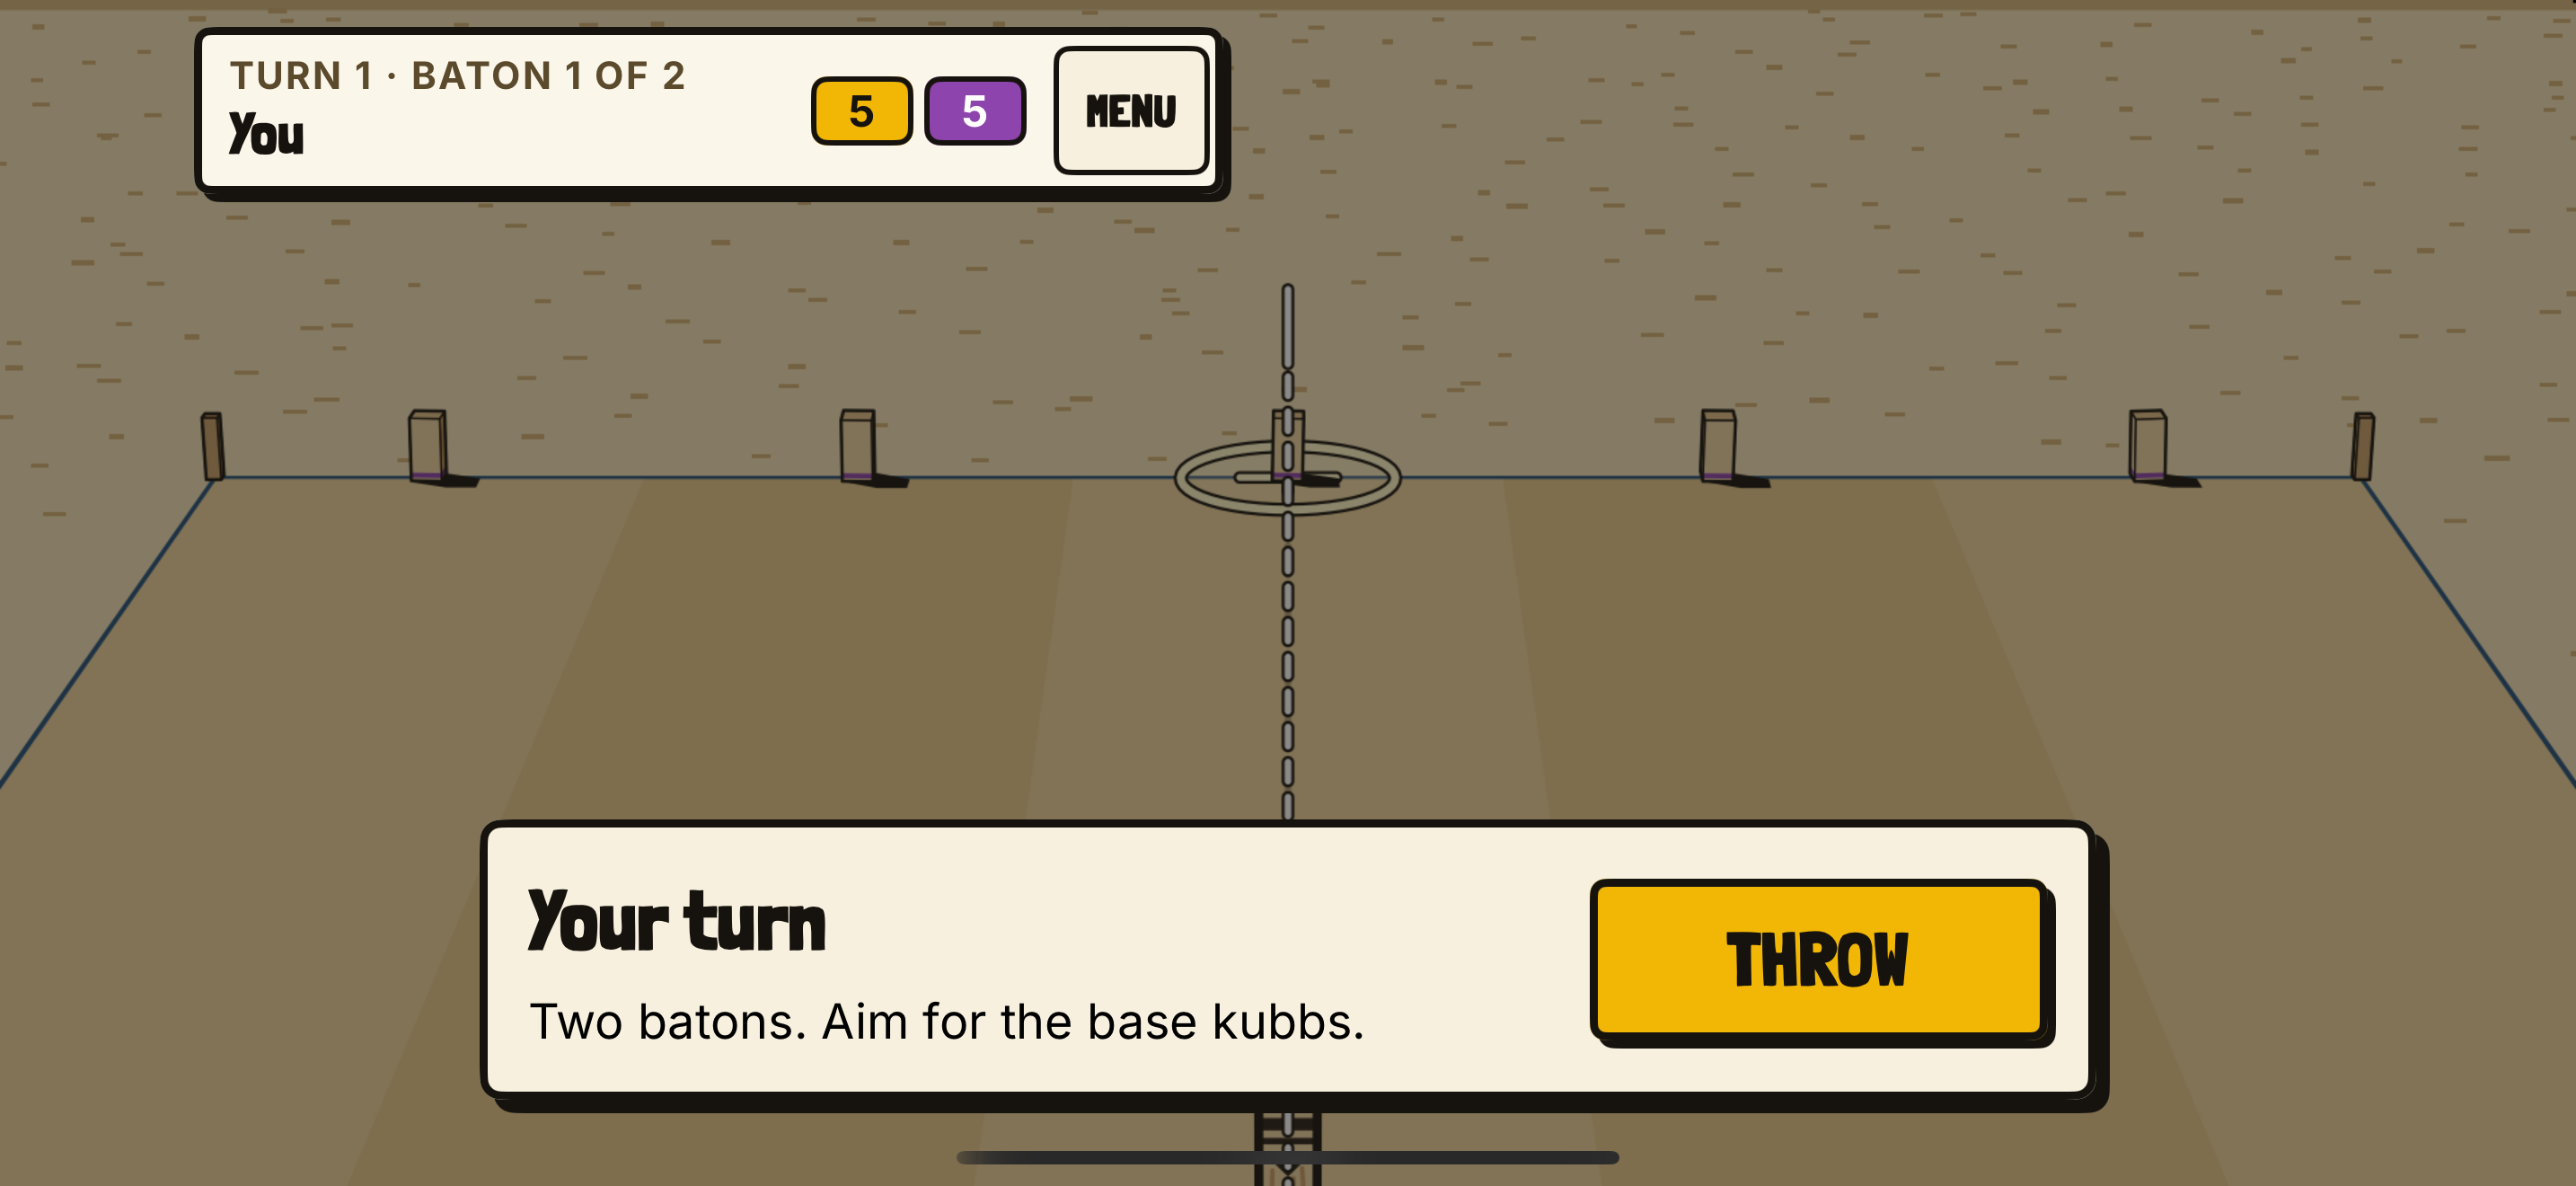 TURN 1 · BATON 1 OF 2
You
5 5
MENU
Your turn
Two batons. Aim for the base kubbs.
THROW